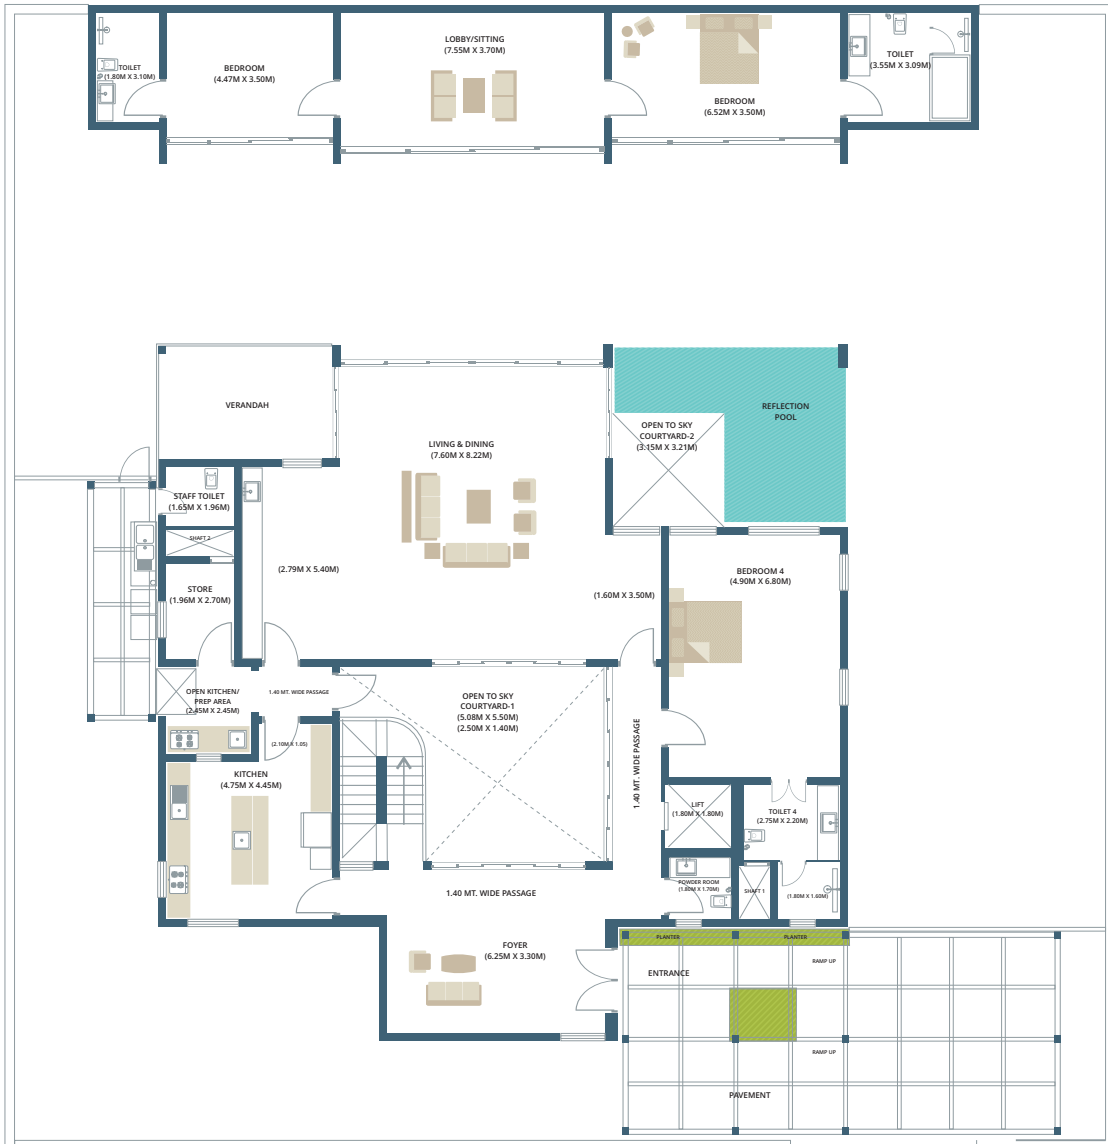 TOILET
(1.80M X 3.10M)
BEDROOM
(4.47M X 3.50M)
LOBBY/SITTING
(7.55M X 3.70M)
BEDROOM
(6.52M X 3.50M)
TOILET
(3.55M X 3.09M)
VERANDAH
LIVING & DINING
(7.60M X 8.22M)
OPEN TO SKY
COURTYARD-2
(3.15M X 3.21M)
REFLECTION
POOL
STAFF TOILET
(1.65M X 1.96M)
SHAFT 2
STORE
(1.96M X 2.70M)
(2.79M X 5.40M)
(1.60M X 3.50M)
BEDROOM 4
(4.90M X 6.80M)
OPEN KITCHEN/
PREP AREA
(2.45M X 2.45M)
1.40 MT. WIDE PASSAGE
OPEN TO SKY
COURTYARD-1
(5.08M X 5.50M)
(2.50M X 1.40M)
1.40 MT. WIDE PASSAGE
(2.10M X 1.05)
KITCHEN
(4.75M X 4.45M)
LIFT
(1.80M X 1.80M)
TOILET 4
(2.75M X 2.20M)
POWDER ROOM
(1.80M X 1.70M)
SHAFT 1
(1.80M X 1.60M)
1.40 MT. WIDE PASSAGE
FOYER
(6.25M X 3.30M)
PLANTER
PLANTER
ENTRANCE
RAMP UP
RAMP UP
PAVEMENT